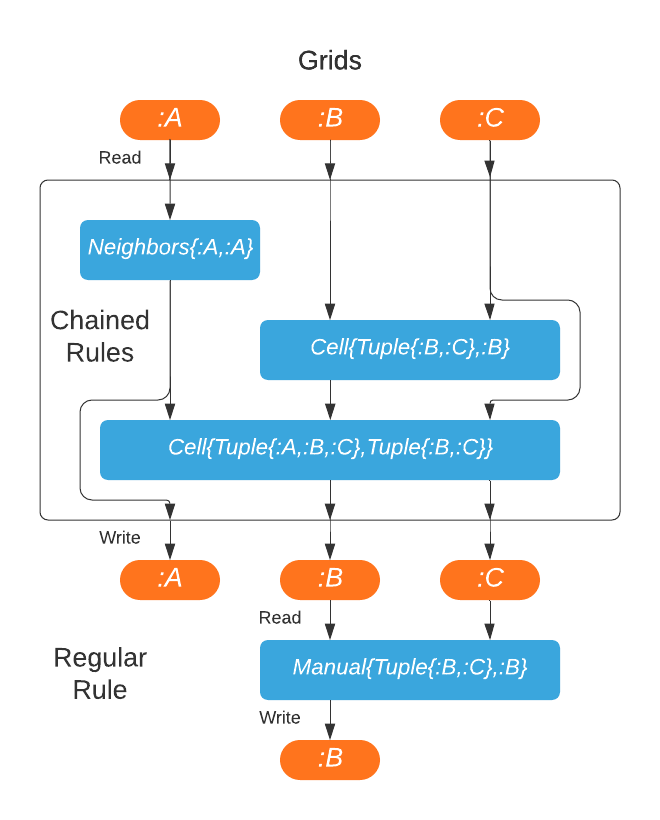 Grids
:A
:B
:C
Read
Neighbors{:A,:A}
Chained
Rules
Cell{Tuple{:B,:C},:B}
Cell{Tuple{:A,:B,:C},Tuple{:B,:C}}
Write
:A
:B
:C
Read
Regular
Rule
Manual{Tuple{:B,:C},:B}
Write
:B